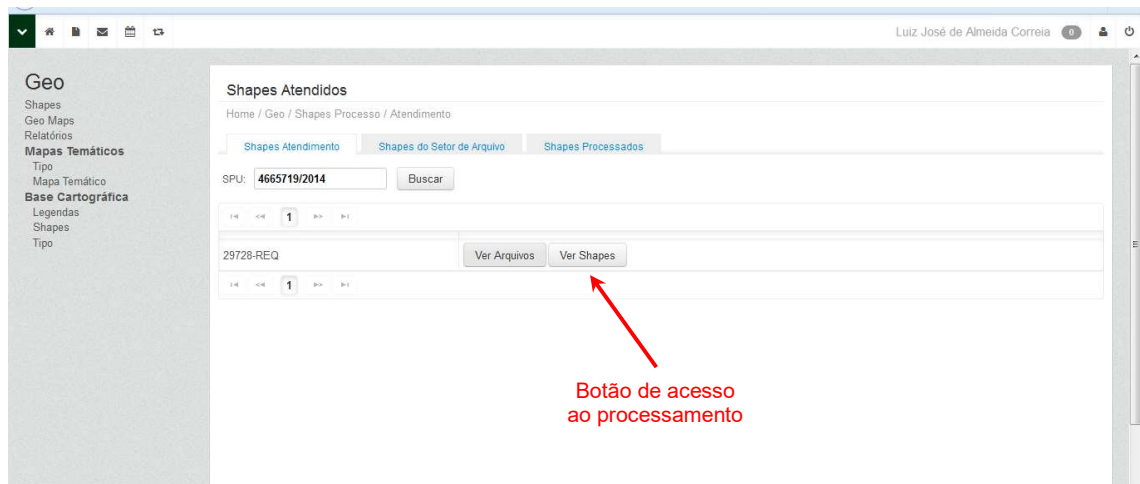 Luiz José de Almeida Correia 0
Geo
Shapes
Geo Maps
Relatórios
Mapas Temáticos
Tipo
Mapa Temático
Base Cartográfica
Legendas
Shapes
Tipo
Shapes Atendidos
Home / Geo / Shapes Processo / Atendimento
Shapes Atendimento Shapes do Setor de Arquivo Shapes Processados
SPU: 4665719/2014 Buscar
1
29728-REQ Ver Arquivos Ver Shapes
1
Botão de acesso
ao processamento